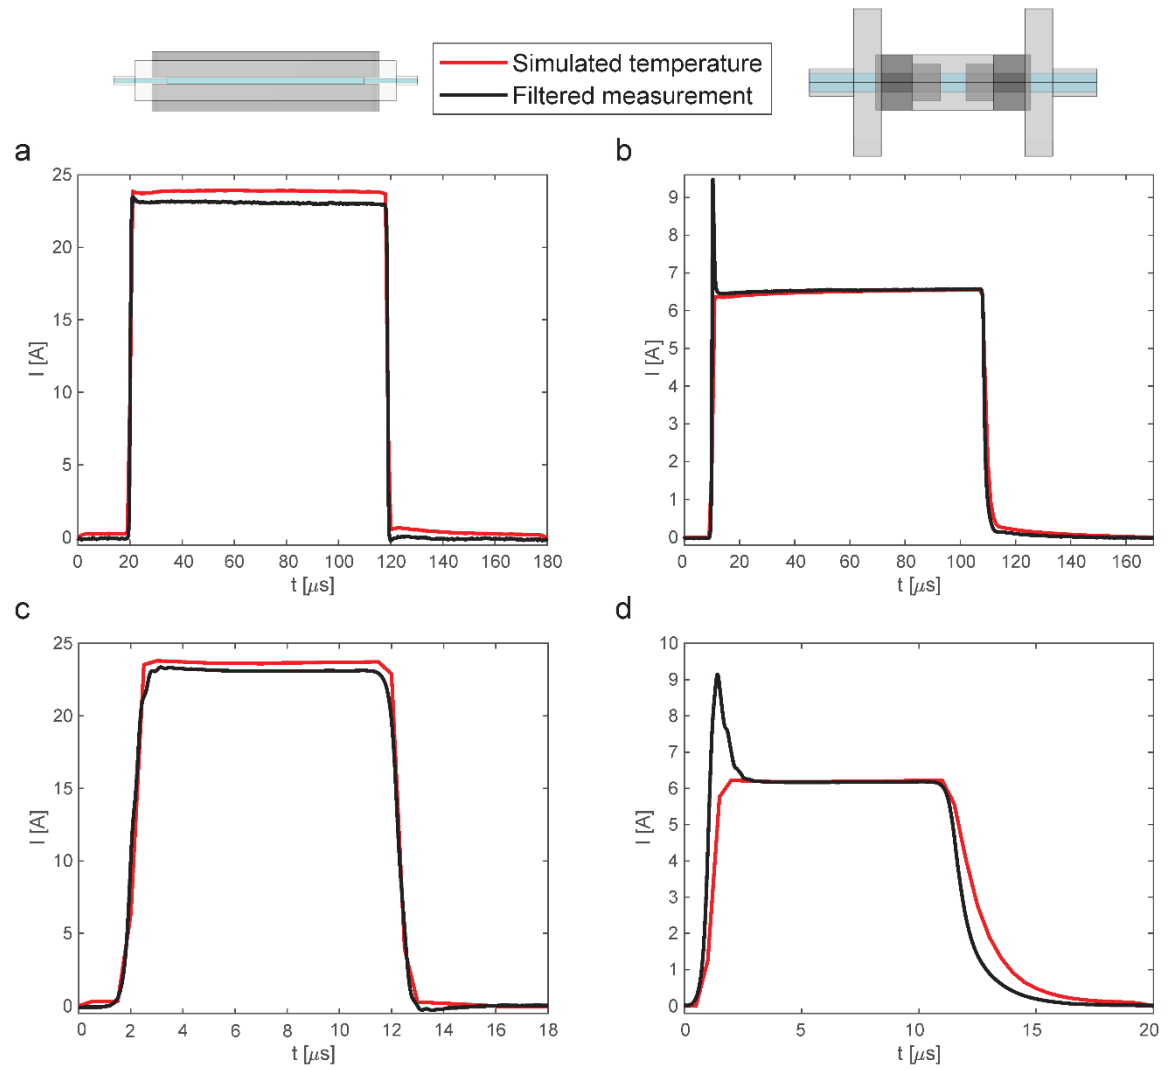 Simulated temperature
Filtered measurement
a
b
25
20
15
10
5
0
I [A]
0 20 40 60 80 100 120 140 160 180
t [μs]
9
8
7
6
5
4
3
2
1
0
I [A]
0 20 40 60 80 100 120 140 160
t [μs]
c
d
25
20
15
10
5
0
I [A]
0 2 4 6 8 10 12 14 16 18
t [μs]
10
9
8
7
6
5
4
3
2
1
0
I [A]
0 5 10 15 20
t [μs]